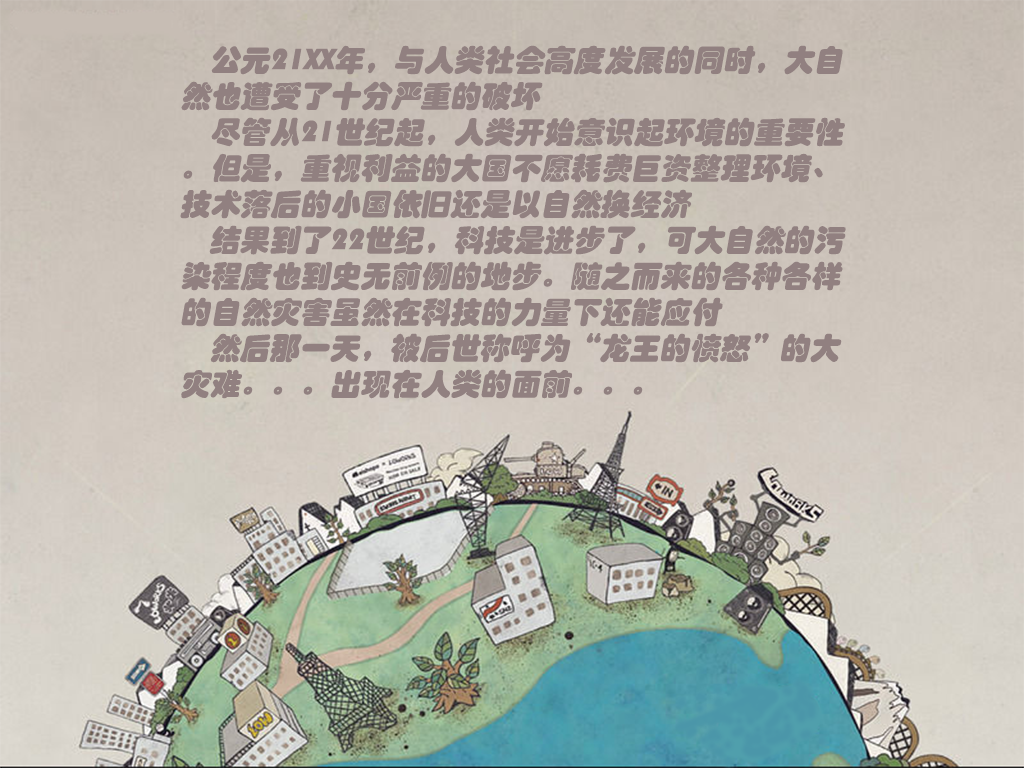 公元21XX年，与人类社会高度发展的同时，大自
然也遭受了十分严重的破坏
尽管从21世纪起，人类开始意识起环境的重要性
。但是，重视利益的大国不愿耗费巨资整理环境、
技术落后的小国依旧还是以自然换经济
结果到了22世纪，科技是进步了，可大自然的污
染程度也到史无前例的地步。随之而来的各种各样
的自然灾害虽然在科技的力量下还能应付
然后那一天，被后世称呼为“龙王的愤怒”的大
灾难。。。出现在人类的面前。。。
IN
2010